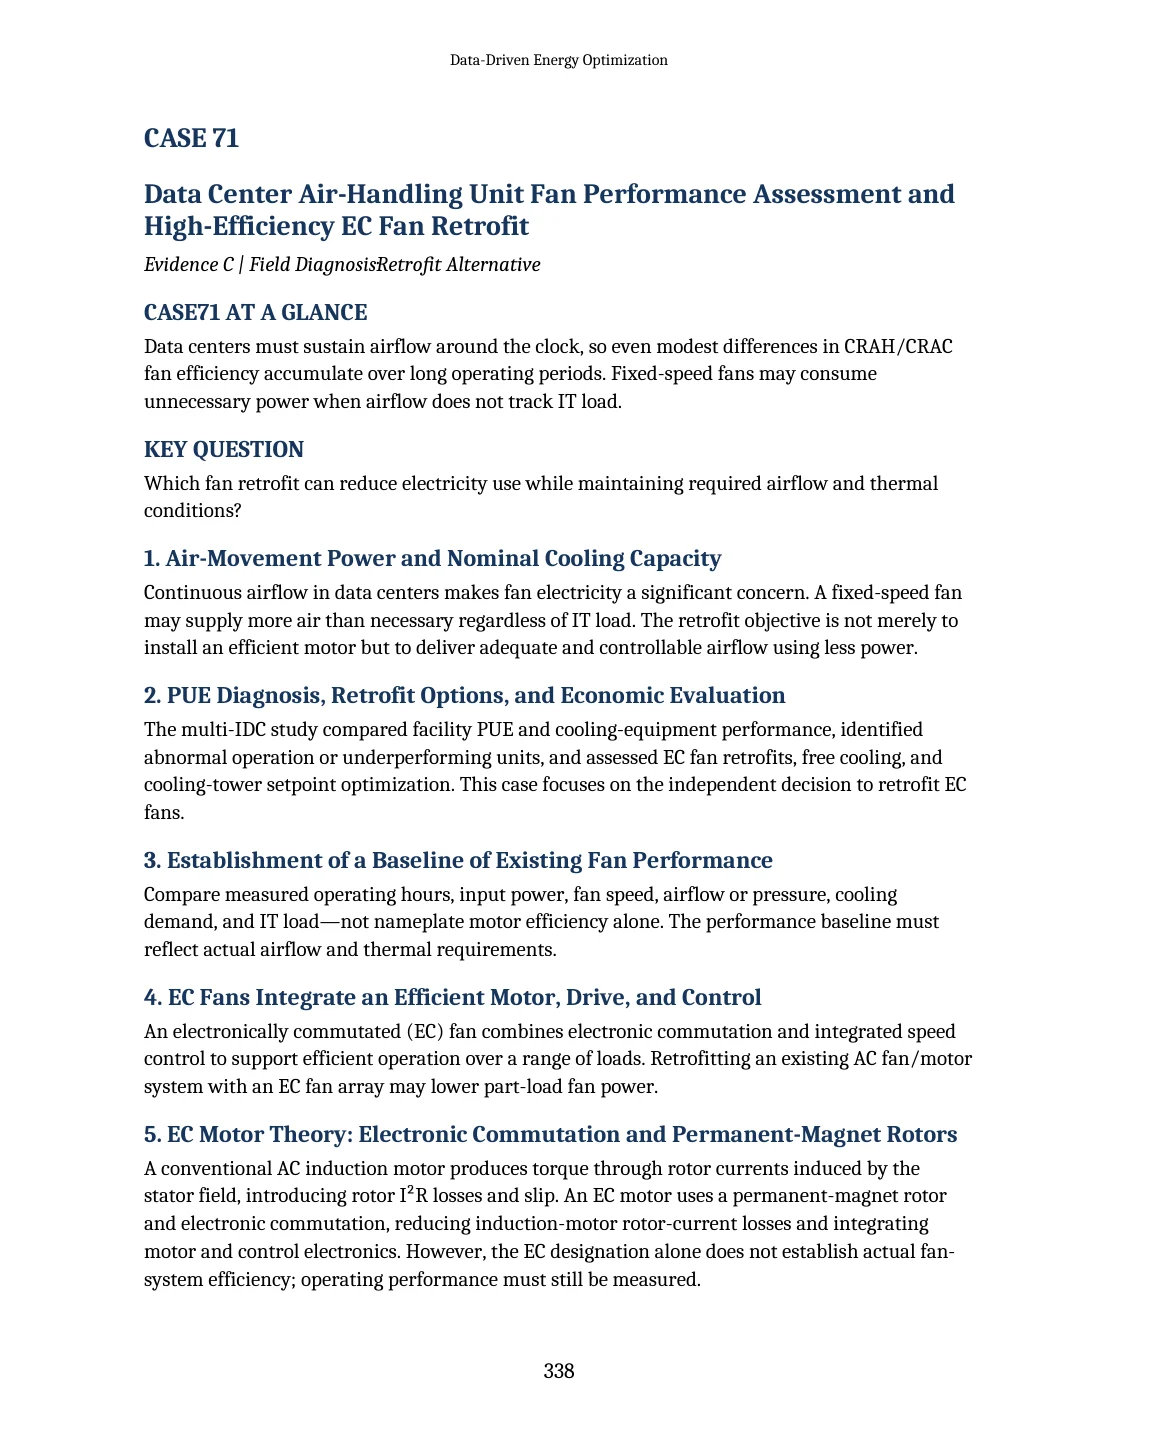 Data-Driven Energy Optimization
CASE 71
Data Center Air-Handling Unit Fan Performance Assessment and
High-Efficiency EC Fan Retrofit
Evidence C | Field DiagnosisRetrofit Alternative
CASE71 AT A GLANCE
Data centers must sustain airflow around the clock, so even modest differences in CRAH/CRAC
fan efficiency accumulate over long operating periods. Fixed-speed fans may consume
unnecessary power when airflow does not track IT load.
KEY QUESTION
Which fan retrofit can reduce electricity use while maintaining required airflow and thermal
conditions?
1. Air-Movement Power and Nominal Cooling Capacity
Continuous airflow in data centers makes fan electricity a significant concern. A fixed-speed fan
may supply more air than necessary regardless of IT load. The retrofit objective is not merely to
install an efficient motor but to deliver adequate and controllable airflow using less power.
2. PUE Diagnosis, Retrofit Options, and Economic Evaluation
The multi-IDC study compared facility PUE and cooling-equipment performance, identified
abnormal operation or underperforming units, and assessed EC fan retrofits, free cooling, and
cooling-tower setpoint optimization. This case focuses on the independent decision to retrofit EC
fans.
3. Establishment of a Baseline of Existing Fan Performance
Compare measured operating hours, input power, fan speed, airflow or pressure, cooling
demand, and IT load—not nameplate motor efficiency alone. The performance baseline must
reflect actual airflow and thermal requirements.
4. EC Fans Integrate an Efficient Motor, Drive, and Control
An electronically commutated (EC) fan combines electronic commutation and integrated speed
control to support efficient operation over a range of loads. Retrofitting an existing AC fan/motor
system with an EC fan array may lower part-load fan power.
5. EC Motor Theory: Electronic Commutation and Permanent-Magnet Rotors
A conventional AC induction motor produces torque through rotor currents induced by the
stator field, introducing rotor I²R losses and slip. An EC motor uses a permanent-magnet rotor
and electronic commutation, reducing induction-motor rotor-current losses and integrating
motor and control electronics. However, the EC designation alone does not establish actual fan-
system efficiency; operating performance must still be measured.
338